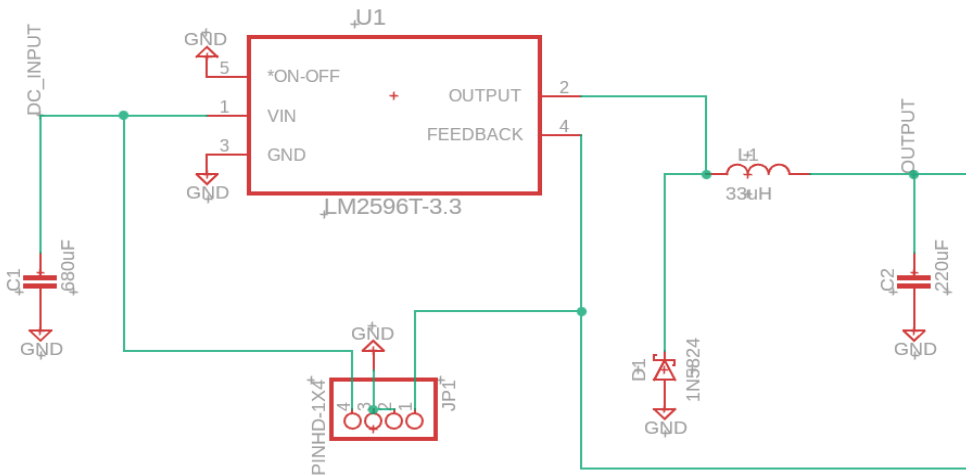 U1
GND
DC_INPUT
5
*ON-OFF
OUTPUT
2
1
VIN
FEEDBACK
4
3
GND
GND
LM2596T-3.3
L1
33uH
OUTPUT
C1
680uF
GND
C2
220uF
GND
GND
D1
1N5824
GND
PINHD-1X4
4
3
2
1
JP1